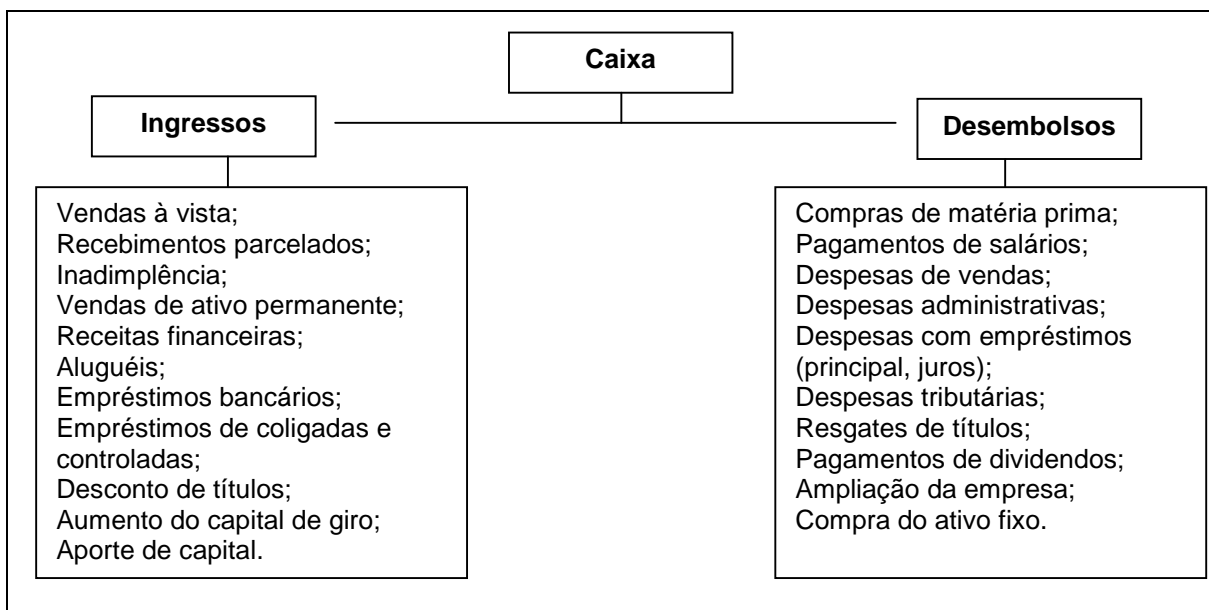 Caixa
Ingressos
Desembolsos
Vendas à vista;
Recebimentos parcelados;
Inadimplência;
Vendas de ativo permanente;
Receitas financeiras;
Aluguéis;
Empréstimos bancários;
Empréstimos de coligadas e
controladas;
Desconto de títulos;
Aumento do capital de giro;
Aporte de capital.
Compras de matéria prima;
Pagamentos de salários;
Despesas de vendas;
Despesas administrativas;
Despesas com empréstimos
(principal, juros);
Despesas tributárias;
Resgates de títulos;
Pagamentos de dividendos;
Ampliação da empresa;
Compra do ativo fixo.